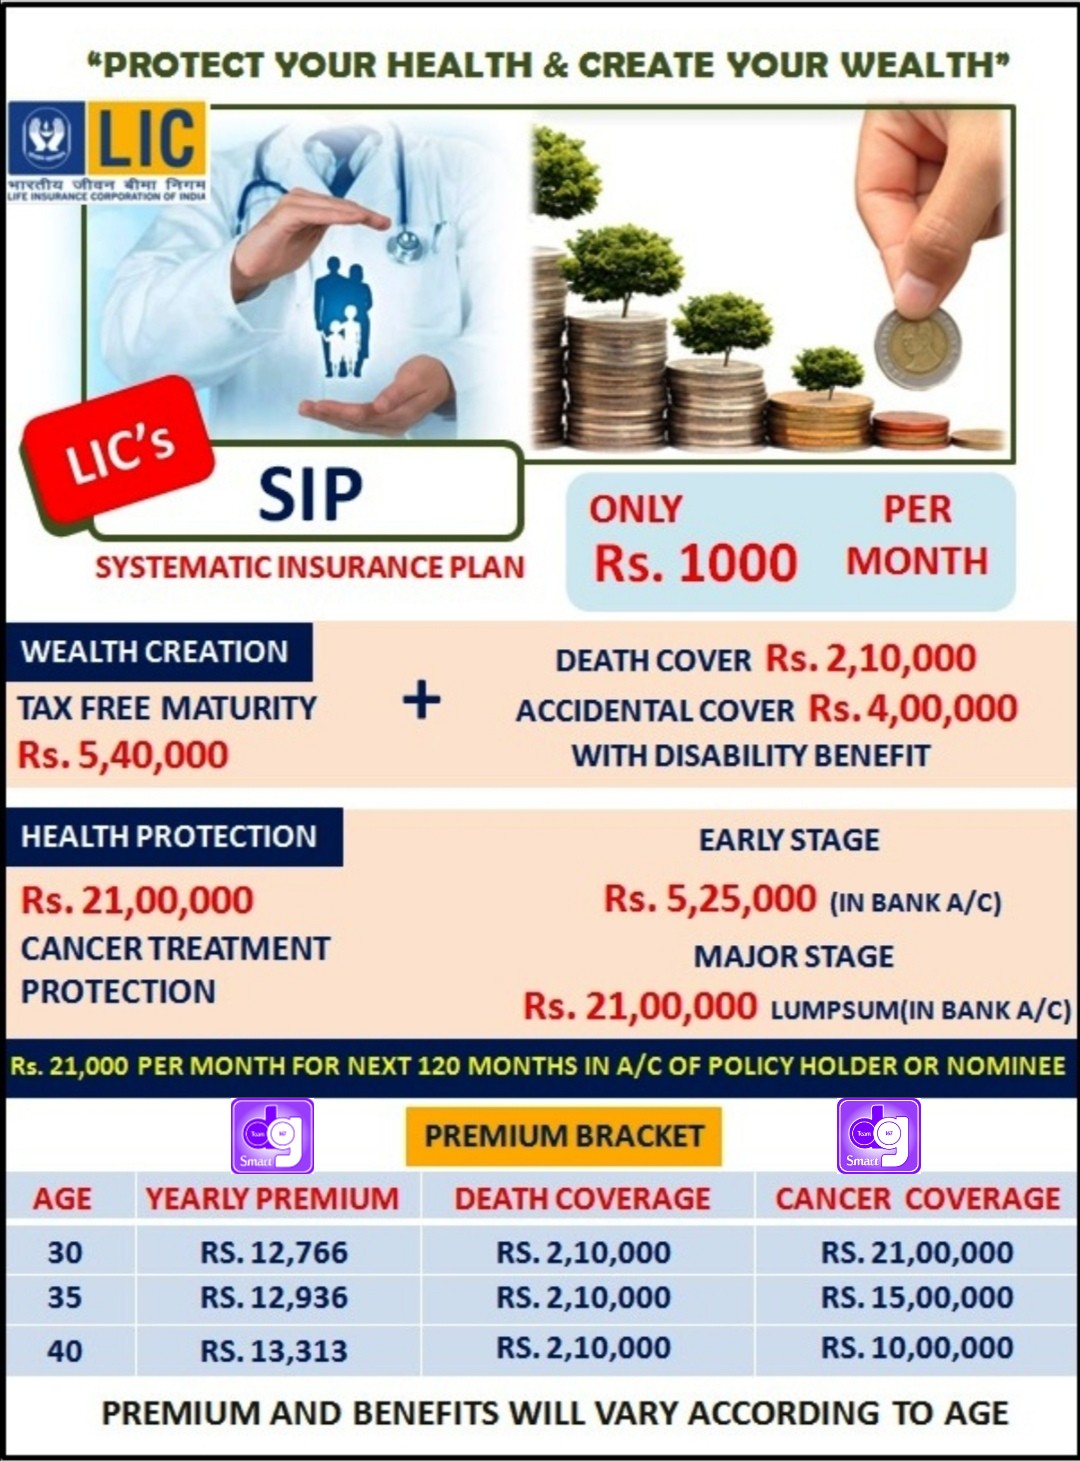 “PROTECT YOUR HEALTH & CREATE YOUR WEALTH”
LIC
भारतीय जीवन बीमा निगम
LIFE INSURANCE CORPORATION OF INDIA
LIC’s
SIP
SYSTEMATIC INSURANCE PLAN
ONLY PER
Rs. 1000 MONTH
WEALTH CREATION
TAX FREE MATURITY
Rs. 5,40,000
+
DEATH COVER Rs. 2,10,000
ACCIDENTAL COVER Rs. 4,00,000
WITH DISABILITY BENEFIT
HEALTH PROTECTION
Rs. 21,00,000
CANCER TREATMENT
PROTECTION
EARLY STAGE
Rs. 5,25,000 (IN BANK A/C)
MAJOR STAGE
Rs. 21,00,000 LUMPSUM(IN BANK A/C)
Rs. 21,000 PER MONTH FOR NEXT 120 MONTHS IN A/C OF POLICY HOLDER OR NOMINEE
Team
Smart
PREMIUM BRACKET
Team
Smart
AGE YEARLY PREMIUM DEATH COVERAGE CANCER COVERAGE
30 RS. 12,766 RS. 2,10,000 RS. 21,00,000
35 RS. 12,936 RS. 2,10,000 RS. 15,00,000
40 RS. 13,313 RS. 2,10,000 RS. 10,00,000
PREMIUM AND BENEFITS WILL VARY ACCORDING TO AGE